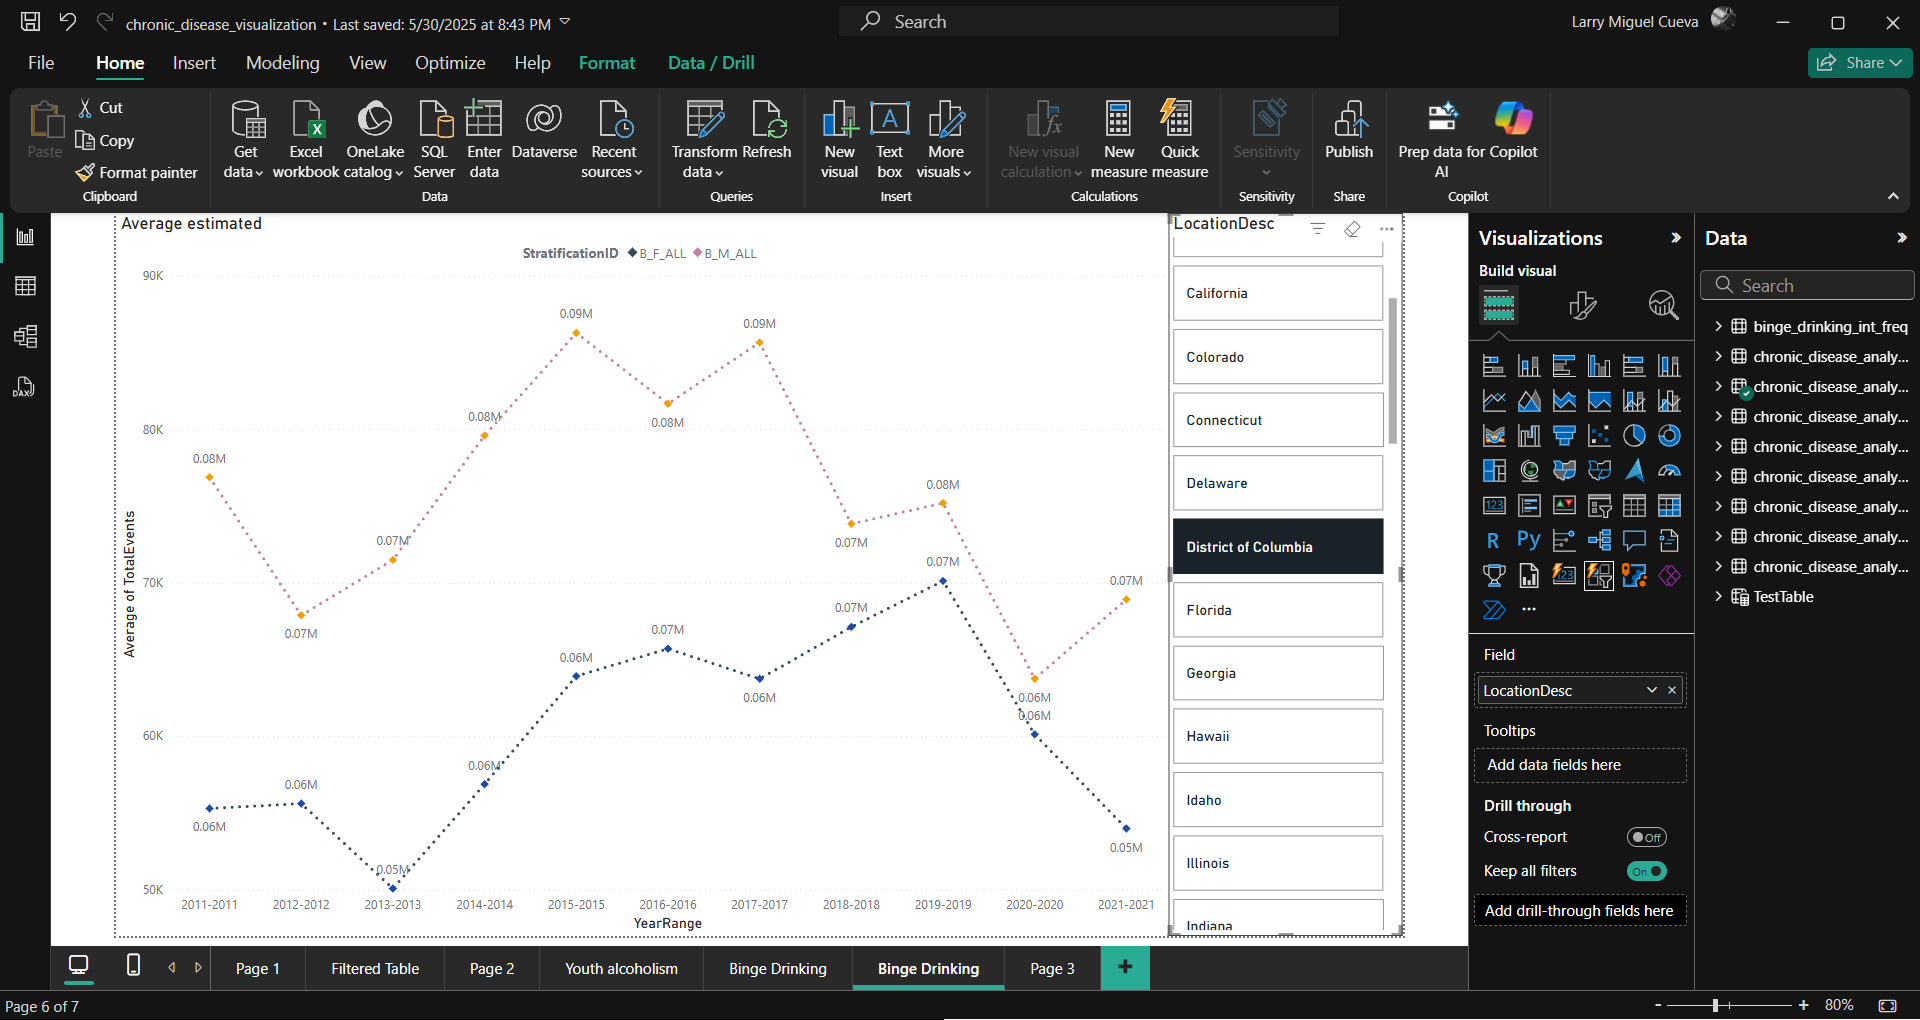 chronic_disease_visualization • Last saved: 5/30/2025 at 8:43 PM
Search
Larry Miguel Cueva
File Home Insert Modeling View Optimize Help Format Data / Drill
Share
Paste
Cut
Copy
Format painter
Get data
Excel workbook
OneLake catalog
SQL Server
Enter data
Dataverse
Recent sources
Transform data
Refresh
New visual
Text box
More visuals
New visual calculation
New measure
Quick measure
Sensitivity
Publish
Prep data for AI
Copilot
Clipboard
Data
Queries
Insert
Calculations
Sensitivity
Share
Copilot
Average estimated
StratificationID B_F_ALL B_M_ALL
90K
80K
70K
60K
50K
Average of TotalEvents
0.08M
0.07M
0.07M
0.08M
0.09M
0.08M
0.09M
0.07M
0.08M
0.06M
0.07M
0.06M
0.06M
0.05M
0.06M
0.06M
0.07M
0.06M
0.07M
0.07M
0.06M
0.05M
2011-2011 2012-2012 2013-2013 2014-2014 2015-2015 2016-2016 2017-2017 2018-2018 2019-2019 2020-2020 2021-2021
YearRange
LocationDesc
California
Colorado
Connecticut
Delaware
District of Columbia
Florida
Georgia
Hawaii
Idaho
Illinois
Indiana
Visualizations
Build visual
123
R
Py
123
Field
LocationDesc
Tooltips
Add data fields here
Drill through
Cross-report
Off
Keep all filters
On
Add drill-through fields here
Data
Search
binge_drinking_int_freq
chronic_disease_analy...
chronic_disease_analy...
chronic_disease_analy...
chronic_disease_analy...
chronic_disease_analy...
chronic_disease_analy...
chronic_disease_analy...
chronic_disease_analy...
TestTable
DAX
Page 1
Filtered Table
Page 2
Youth alcoholism
Binge Drinking
Binge Drinking
Page 3
+
Page 6 of 7
- + 80%